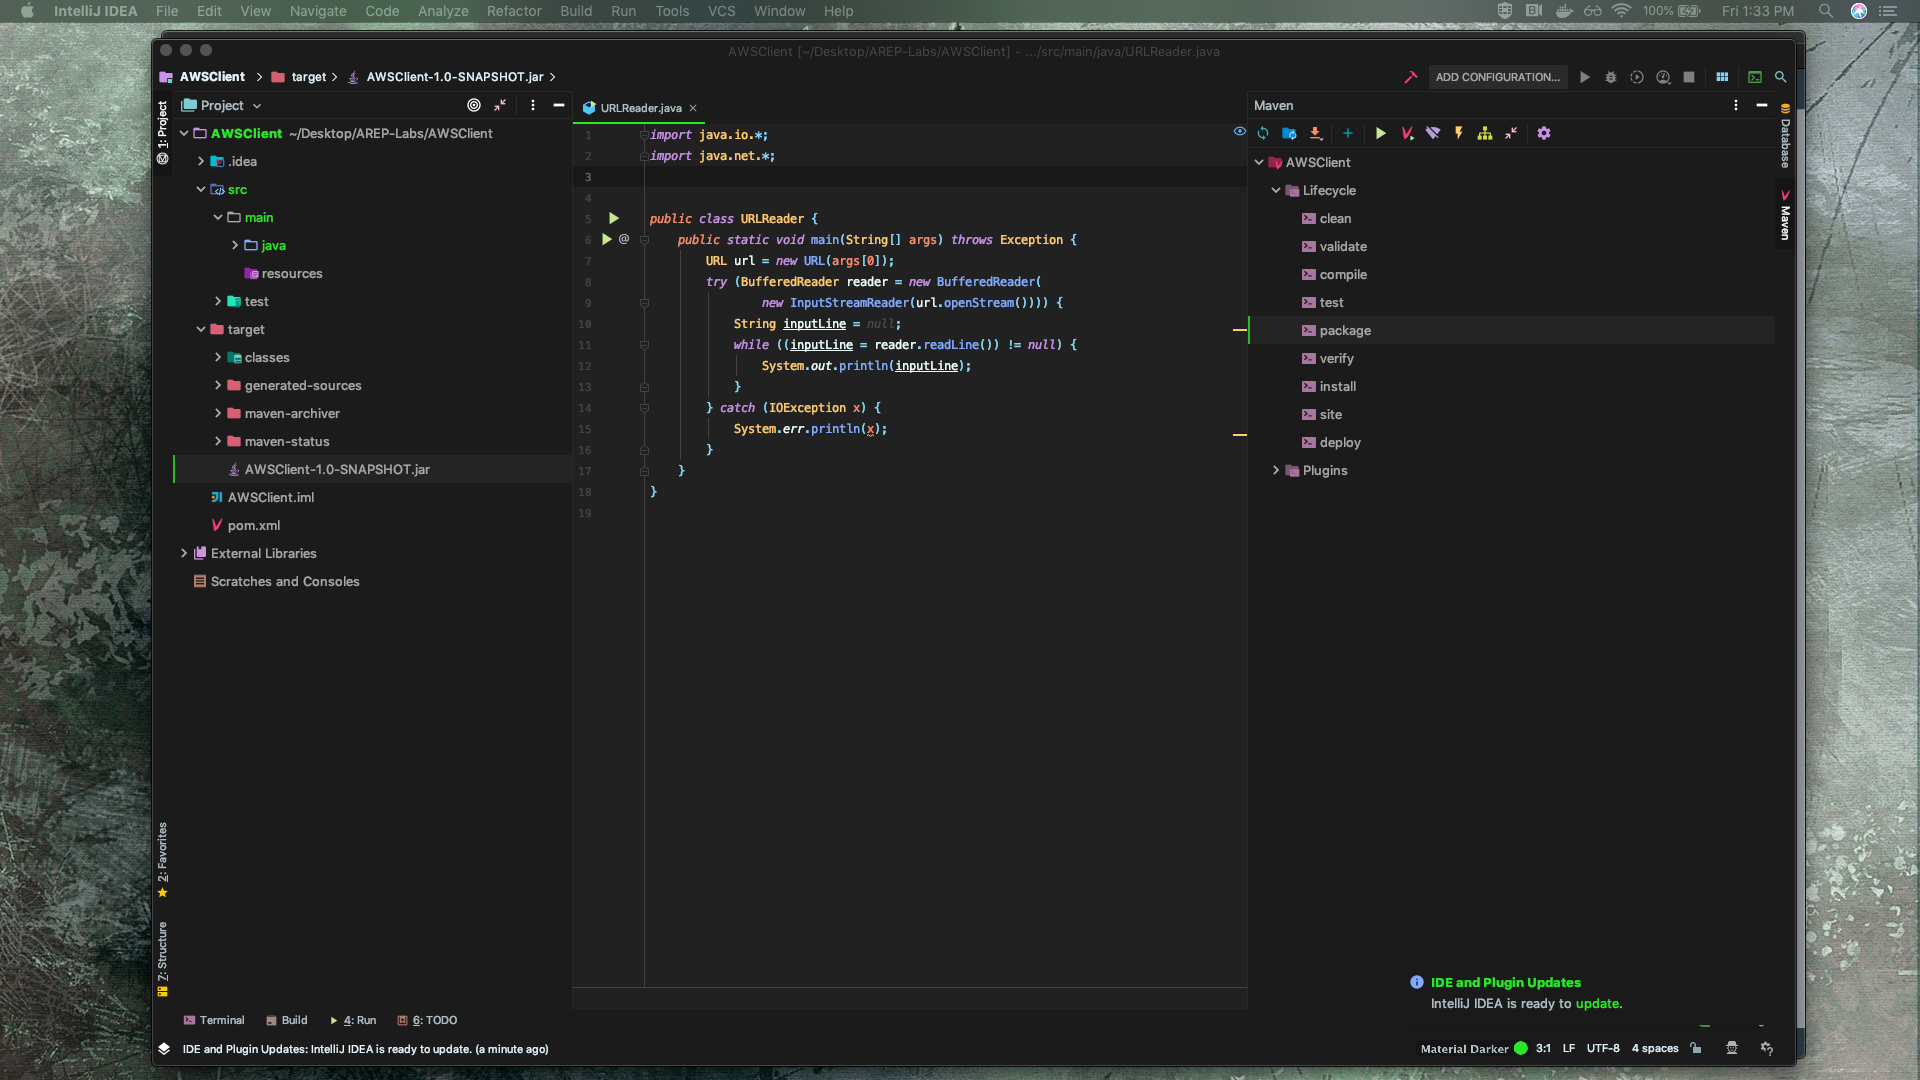 IntelliJ IDEA File Edit View Navigate Code Analyze Refactor Build Run Tools VCS Window Help 100% Fri 1:33 PM
AWSClient [~/Desktop/AREP-Labs/AWSClient] - .../src/main/java/URLReader.java
AWSClient target AWSClient-1.0-SNAPSHOT.jar ADD CONFIGURATION...
1: Project
2: Favorites
7: Structure
Project
AWSClient ~/Desktop/AREP-Labs/AWSClient
.idea
src
main
java
resources
test
target
classes
generated-sources
maven-archiver
maven-status
AWSClient-1.0-SNAPSHOT.jar
AWSClient.iml
pom.xml
External Libraries
Scratches and Consoles
URLReader.java
1 import java.io.*;
2 import java.net.*;
3
4
5 public class URLReader {
6 @ public static void main(String[] args) throws Exception {
7 URL url = new URL(args[0]);
8 try (BufferedReader reader = new BufferedReader(
9 new InputStreamReader(url.openStream()))) {
10 String inputLine = null;
11 while ((inputLine = reader.readLine()) != null) {
12 System.out.println(inputLine);
13 }
14 } catch (IOException x) {
15 System.err.println(x);
16 }
17 }
18 }
19
Maven
AWSClient
Lifecycle
clean
validate
compile
test
package
verify
install
site
deploy
Plugins
Database
Maven
IDE and Plugin Updates
IntelliJ IDEA is ready to update.
Terminal Build 4: Run 6: TODO
IDE and Plugin Updates: IntelliJ IDEA is ready to update. (a minute ago) Material Darker 3:1 LF UTF-8 4 spaces